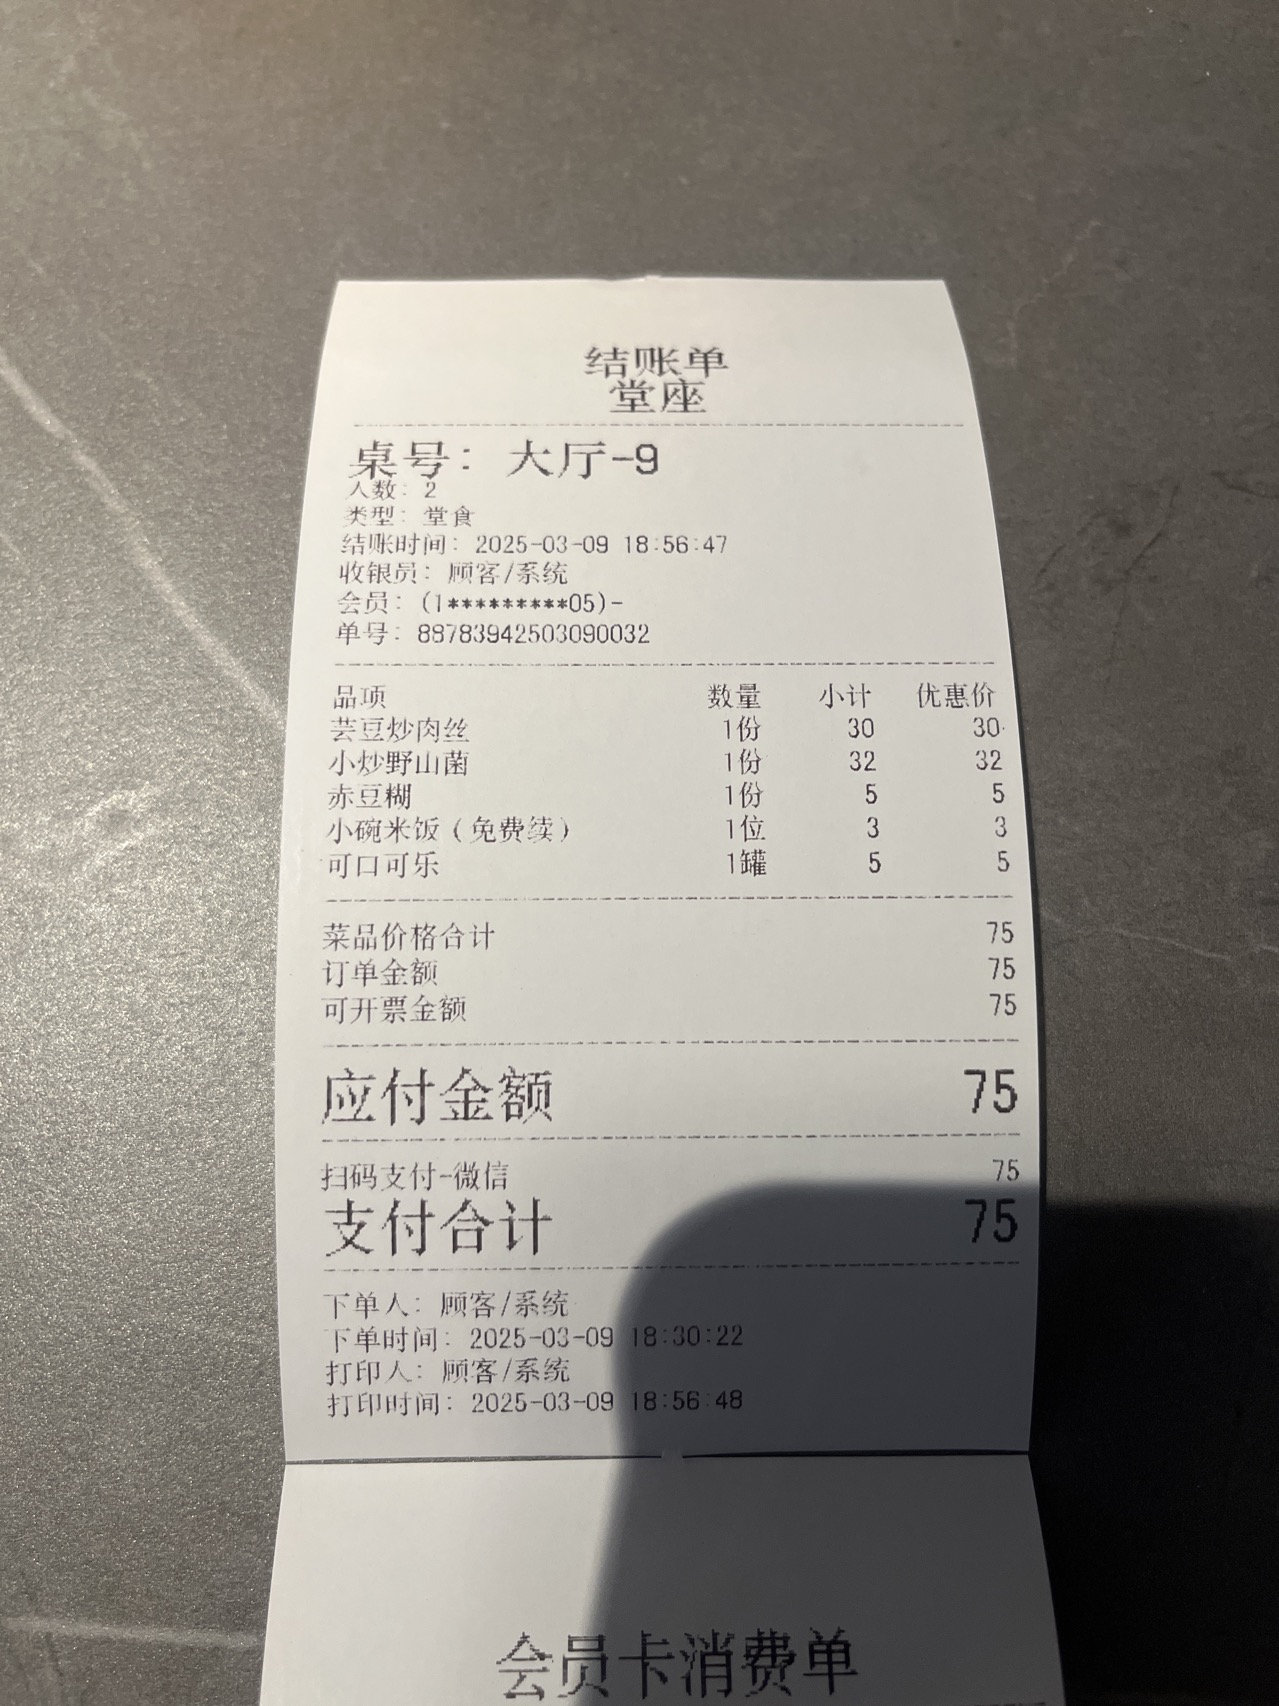 结账单
堂座
桌号： 大厅-9
人数： 2
类型： 堂食
结账时间： 2025-03-09 18:56:47
收银员： 顾客/系统
会员： (1*********05)-
单号： 88783942503090032
品项 数量 小计 优惠价
芸豆炒肉丝 1份 30 30
小炒野山菌 1份 32 32
赤豆糊 1份 5 5
小碗米饭（免费续） 1位 3 3
可口可乐 1罐 5 5
菜品价格合计 75
订单金额 75
可开票金额 75
应付金额 75
扫码支付-微信 75
支付合计 75
下单人： 顾客/系统
下单时间： 2025-03-09 18:30:22
打印人： 顾客/系统
打印时间： 2025-03-09 18:56:48
会员卡消费单